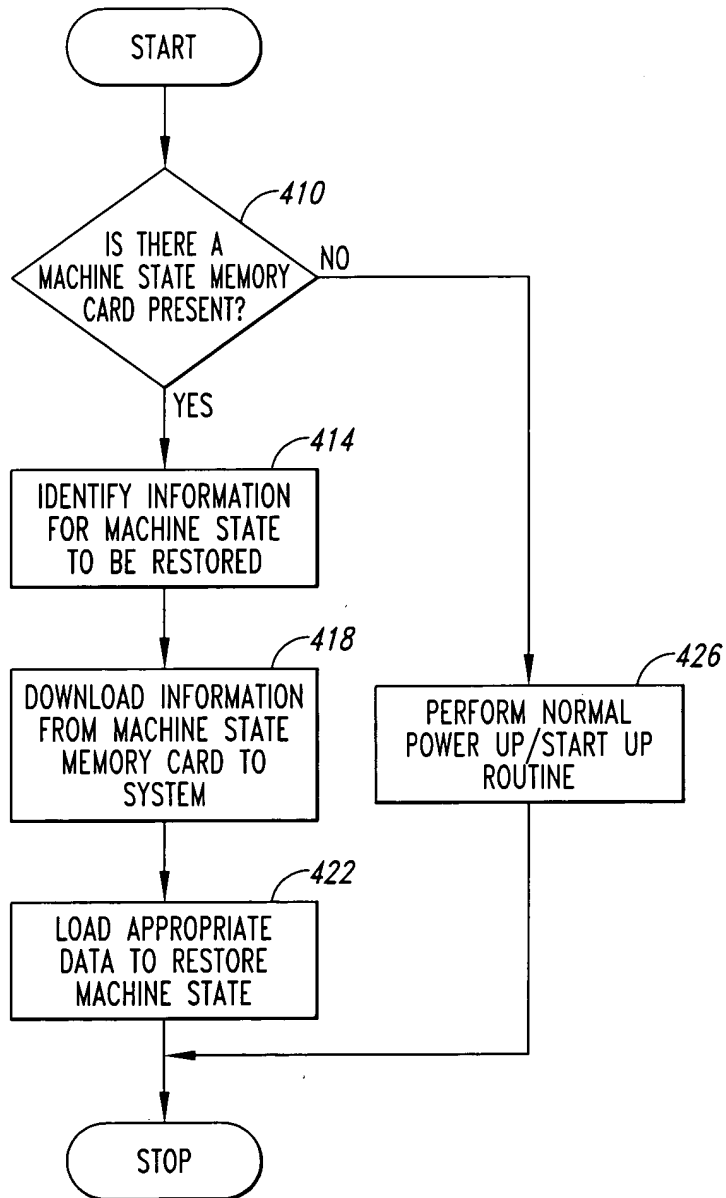 START
410
IS THERE A
MACHINE STATE MEMORY
CARD PRESENT?
NO
YES
414
IDENTIFY INFORMATION
FOR MACHINE STATE
TO BE RESTORED
418
DOWNLOAD INFORMATION
FROM MACHINE STATE
MEMORY CARD TO
SYSTEM
426
PERFORM NORMAL
POWER UP/START UP
ROUTINE
422
LOAD APPROPRIATE
DATA TO RESTORE
MACHINE STATE
STOP